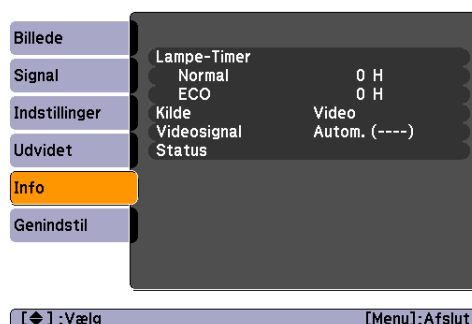 Billede
Signal
Indstillinger
Udvidet
Info
Genindstil
Lampe-Timer
Normal 0 H
ECO 0 H
Kilde Video
Videosignal Autom. (----)
Status
[◆] :Vælg [Menu]:Afslut